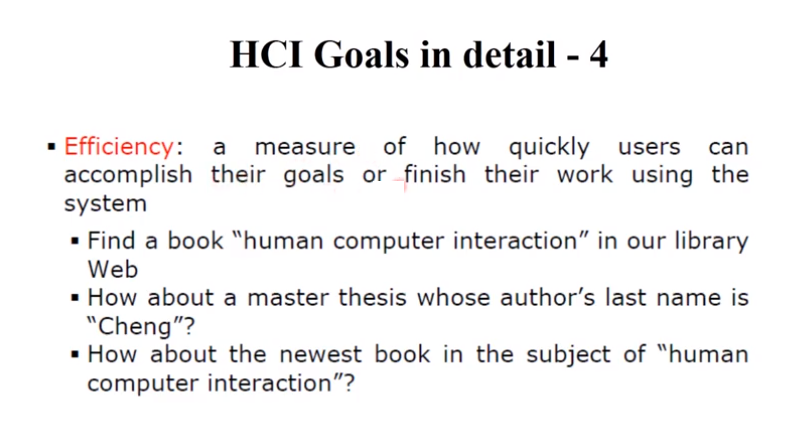 HCI Goals in detail - 4
▪ Efficiency: a measure of how quickly users can
accomplish their goals or finish their work using the
system
▪ Find a book “human computer interaction” in our library
Web
▪ How about a master thesis whose author’s last name is
“Cheng”?
▪ How about the newest book in the subject of “human
computer interaction”?